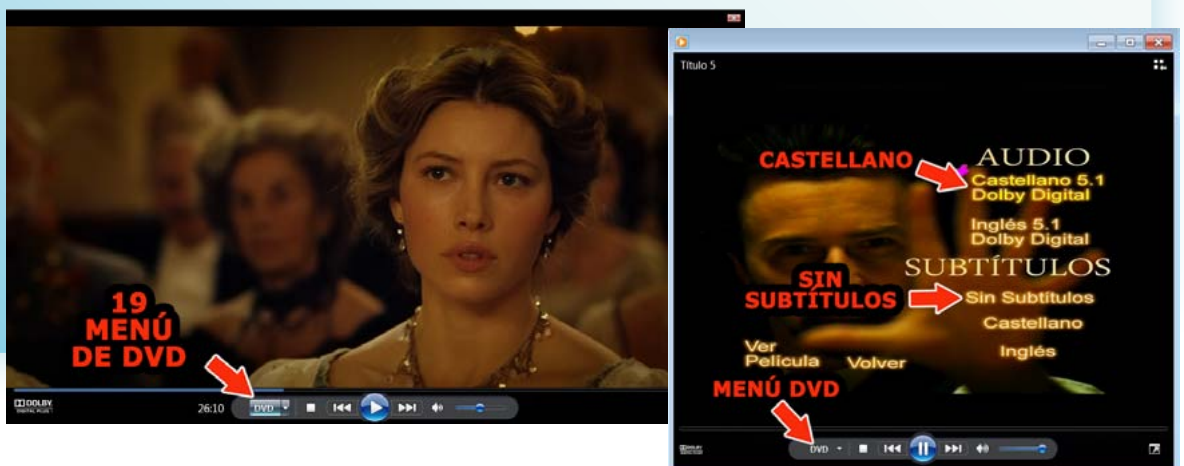 19
MENÚ
DE DVD
DOLBY
DIGITAL PLUS
26:10
DVD
Título 5
CASTELLANO
AUDIO
Castellano 5.1
Dolby Digital
Inglés 5.1
Dolby Digital
SUBTÍTULOS
SIN
SUBTÍTULOS
Sin Subtítulos
Castellano
Inglés
Ver
Película
Volver
MENÚ DVD
DOLBY
DVD